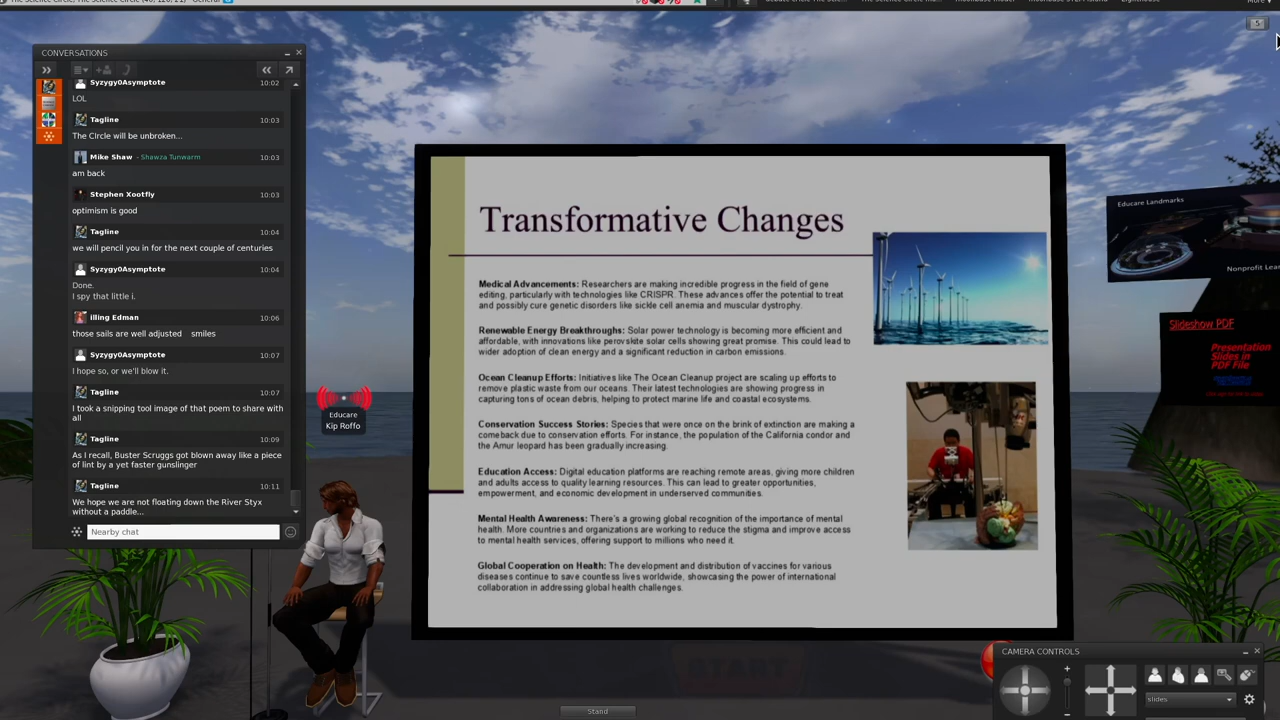 CONVERSATIONS
Syzygy0Asymptote 10:02
LOL
Tagline 10:03
The CIrcle will be unbroken...
Mike Shaw - Shawza Tunwarm 10:03
am back
Stephen Xootfly 10:03
optimism is good
Tagline 10:04
we will pencil you in for the next couple of centuries
Syzygy0Asymptote 10:04
Done.
I spy that little i.
illing Edman 10:06
those sails are well adjusted smiles
Syzygy0Asymptote 10:07
I hope so, or we'll blow it.
Tagline 10:07
I took a snipping tool image of that poem to share with
all
Tagline 10:09
As I recall, Buster Scruggs got blown away like a piece
of lint by a yet faster gunslinger
Tagline 10:11
We hope we are not floating down the River Styx
without a paddle...
Nearby chat
Educare
Kip Roffo
Transformative Changes
Medical Advancements: Researchers are making incredible progress in the field of gene
editing, particularly with technologies like CRISPR. These advances offer the potential to treat
and possibly cure genetic disorders like sickle cell anemia and muscular dystrophy.
Renewable Energy Breakthroughs: Solar power technology is becoming more efficient and
affordable, with innovations like perovskite solar cells showing great promise. This could lead to
wider adoption of clean energy and a significant reduction in carbon emissions.
Ocean Cleanup Efforts: Initiatives like The Ocean Cleanup project are scaling up efforts to
remove plastic waste from our oceans. Their latest technologies are showing progress in
capturing tons of ocean debris, helping to protect marine life and coastal ecosystems.
Conservation Success Stories: Species that were once on the brink of extinction are making a
comeback due to conservation efforts. For instance, the population of the California condor and
the Amur leopard has been gradually increasing.
Education Access: Digital education platforms are reaching remote areas, giving more children
and adults access to quality learning resources. This can lead to greater opportunities,
empowerment, and economic development in underserved communities.
Mental Health Awareness: There's a growing global recognition of the importance of mental
health. More countries and organizations are working to reduce the stigma and improve access
to mental health services, offering support to millions who need it.
Global Cooperation on Health: The development and distribution of vaccines for various
diseases continue to save countless lives worldwide, showcasing the power of international
collaboration in addressing global health challenges.
Educare Landmarks
Nonprofit Lear
Slideshow PDF
Presentation
Slides in
PDF File
START
Stand
CAMERA CONTROLS
slides